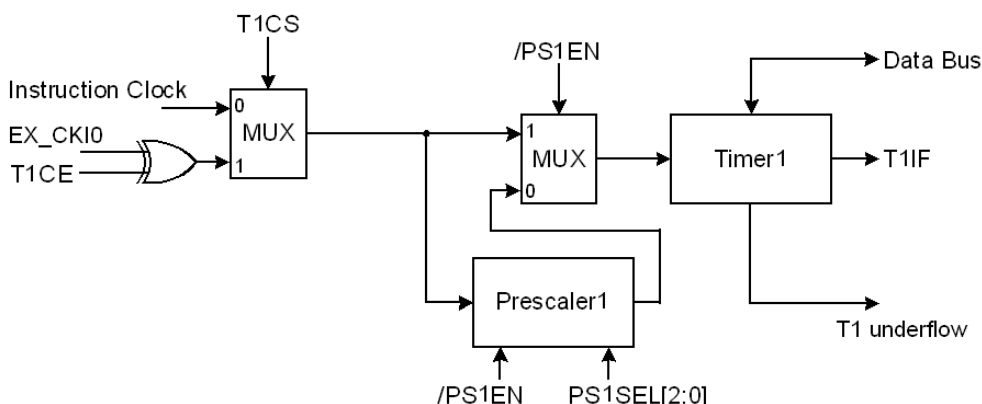 T1CS
/PS1EN
Data Bus
Instruction Clock
0
MUX
EX_CKI0
T1CE
1
1
MUX
0
Timer1
T1IF
Prescaler1
T1 underflow
/PS1EN
PS1SEL[2:0]